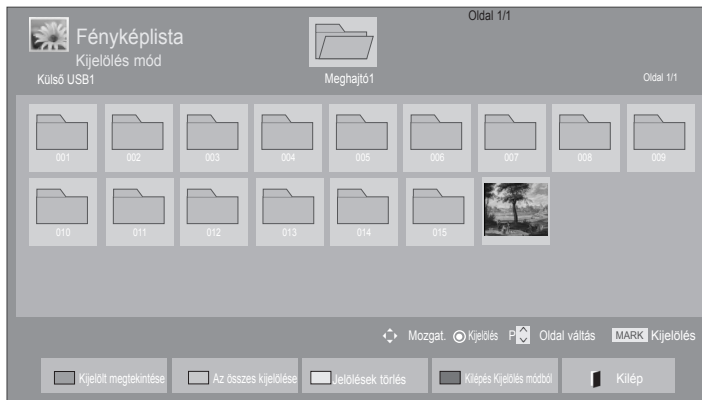 Oldal 1/1
Fényképlista
Kijelölés mód
Külső USB1
Meghajtó1
Oldal 1/1
001 002 003 004 005 006 007 008 009
010 011 012 013 014 015
Mozgat. Kijelölés P Oldal váltás MARK Kijelölés
Kijelölt megtekintése Az összes kijelölése Jelölések törlés Kilépés Kijelölés módból Kilép